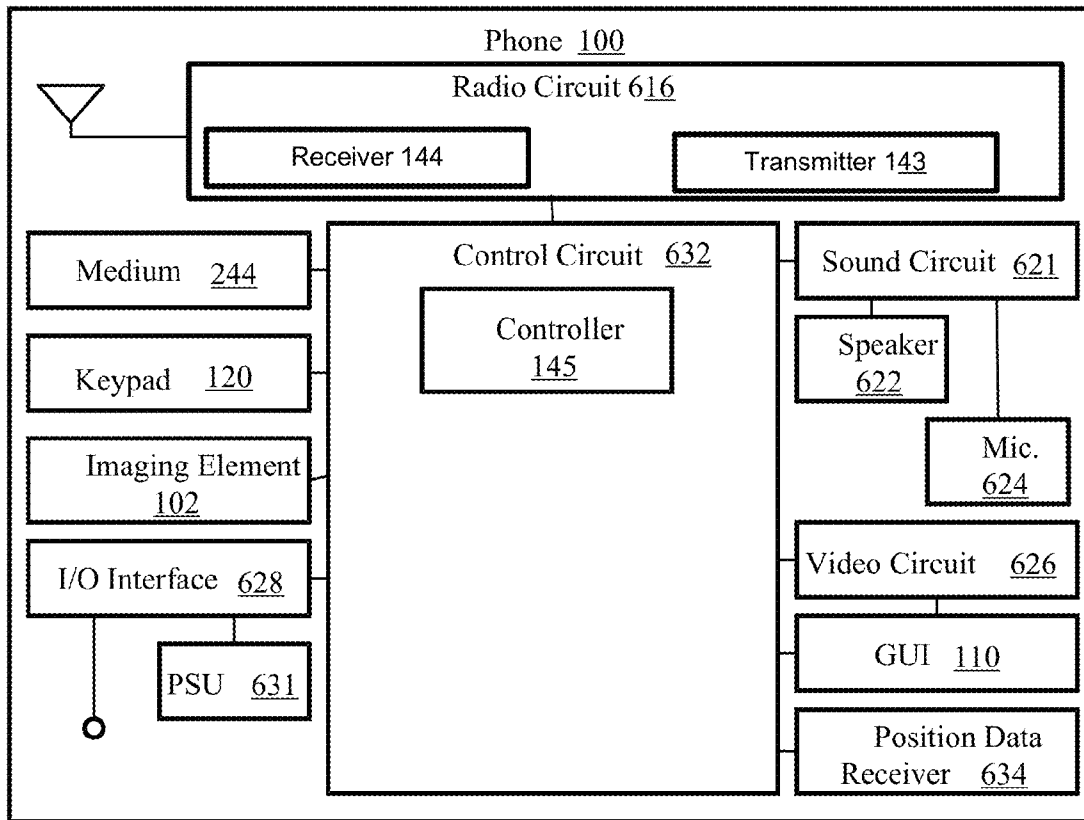 Phone 100
Radio Circuit 616
Receiver 144
Transmitter 143
Medium 244
Keypad 120
Imaging Element
102
I/O Interface 628
PSU 631
Control Circuit 632
Controller
145
Sound Circuit 621
Speaker
622
Mic.
624
Video Circuit 626
GUI 110
Position Data
Receiver 634